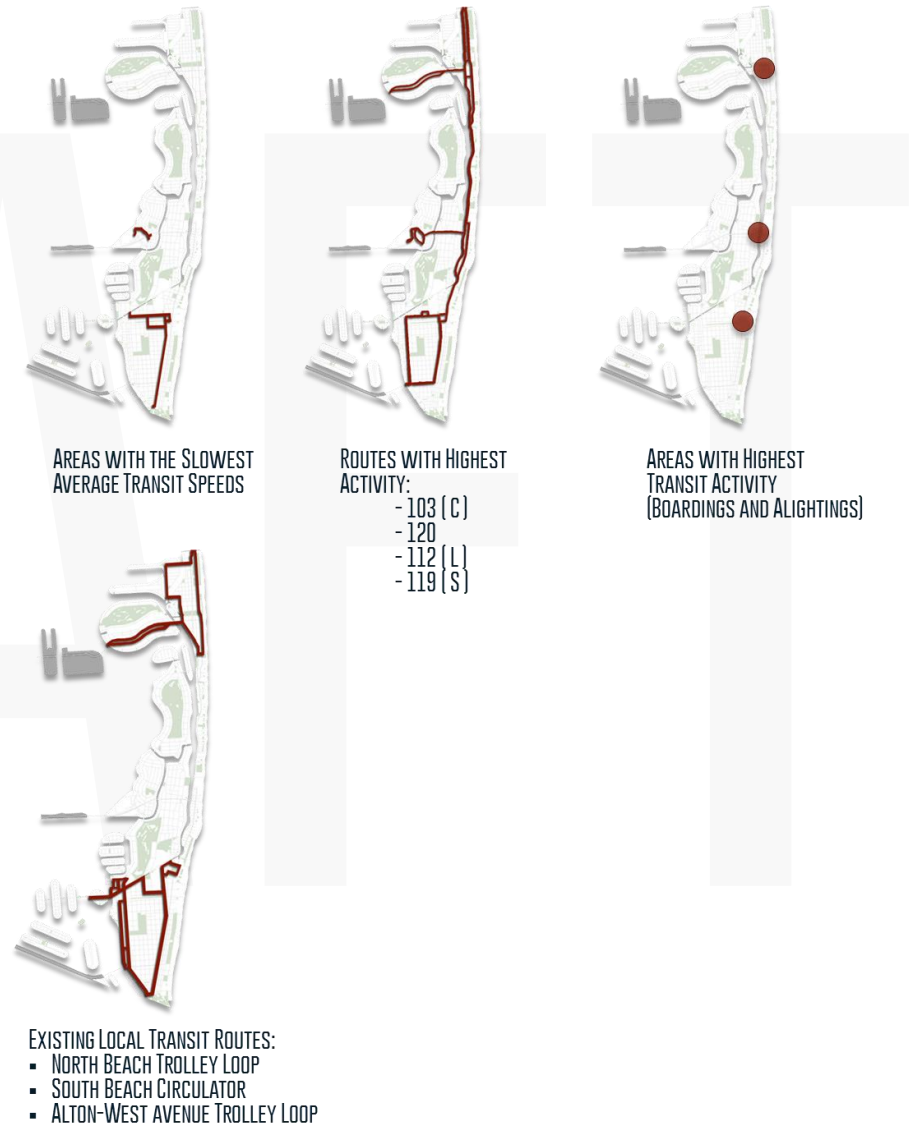 Areas with the Slowest
Average Transit Speeds
Routes with Highest
Activity:
- 103 ( C )
- 120
- 112 ( L )
- 119 ( S )
Areas with Highest
Transit Activity
(Boardings and Alightings)
Existing Local Transit Routes:
▪ North Beach Trolley Loop
▪ South Beach Circulator
▪ Alton-West avenue Trolley Loop